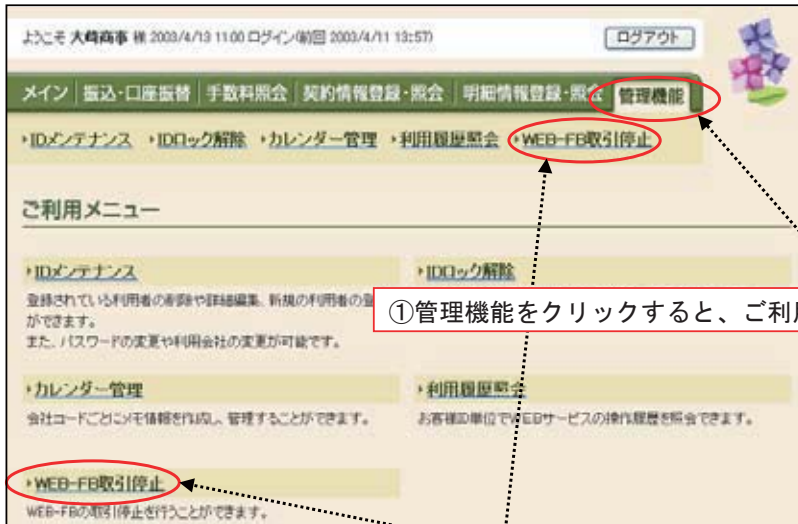 ようこそ 大崎商事 様 2003/4/13 11:00 ログイン(前回 2003/4/11 13:57)
ログアウト
メイン 振込・口座振替 手数料照会 契約情報登録・照会 明細情報登録・照会 管理機能
IDメンテナンス IDロック解除 カレンダー管理 利用履歴照会 WEB-FB取引停止
ご利用メニュー
IDメンテナンス
登録されている利用者の削除や詳細編集、新規の利用者の登
ができます。
また、パスワードの変更や利用会社の変更が可能です。
IDロック解除
①管理機能をクリックすると、ご利
カレンダー管理
会社コードごとにメモ情報を作成し、管理することができます。
利用履歴照会
お客様ID単位でWEBサービスの操作履歴を照会できます。
WEB-FB取引停止
WEB-FBの取引停止を行うことができます。